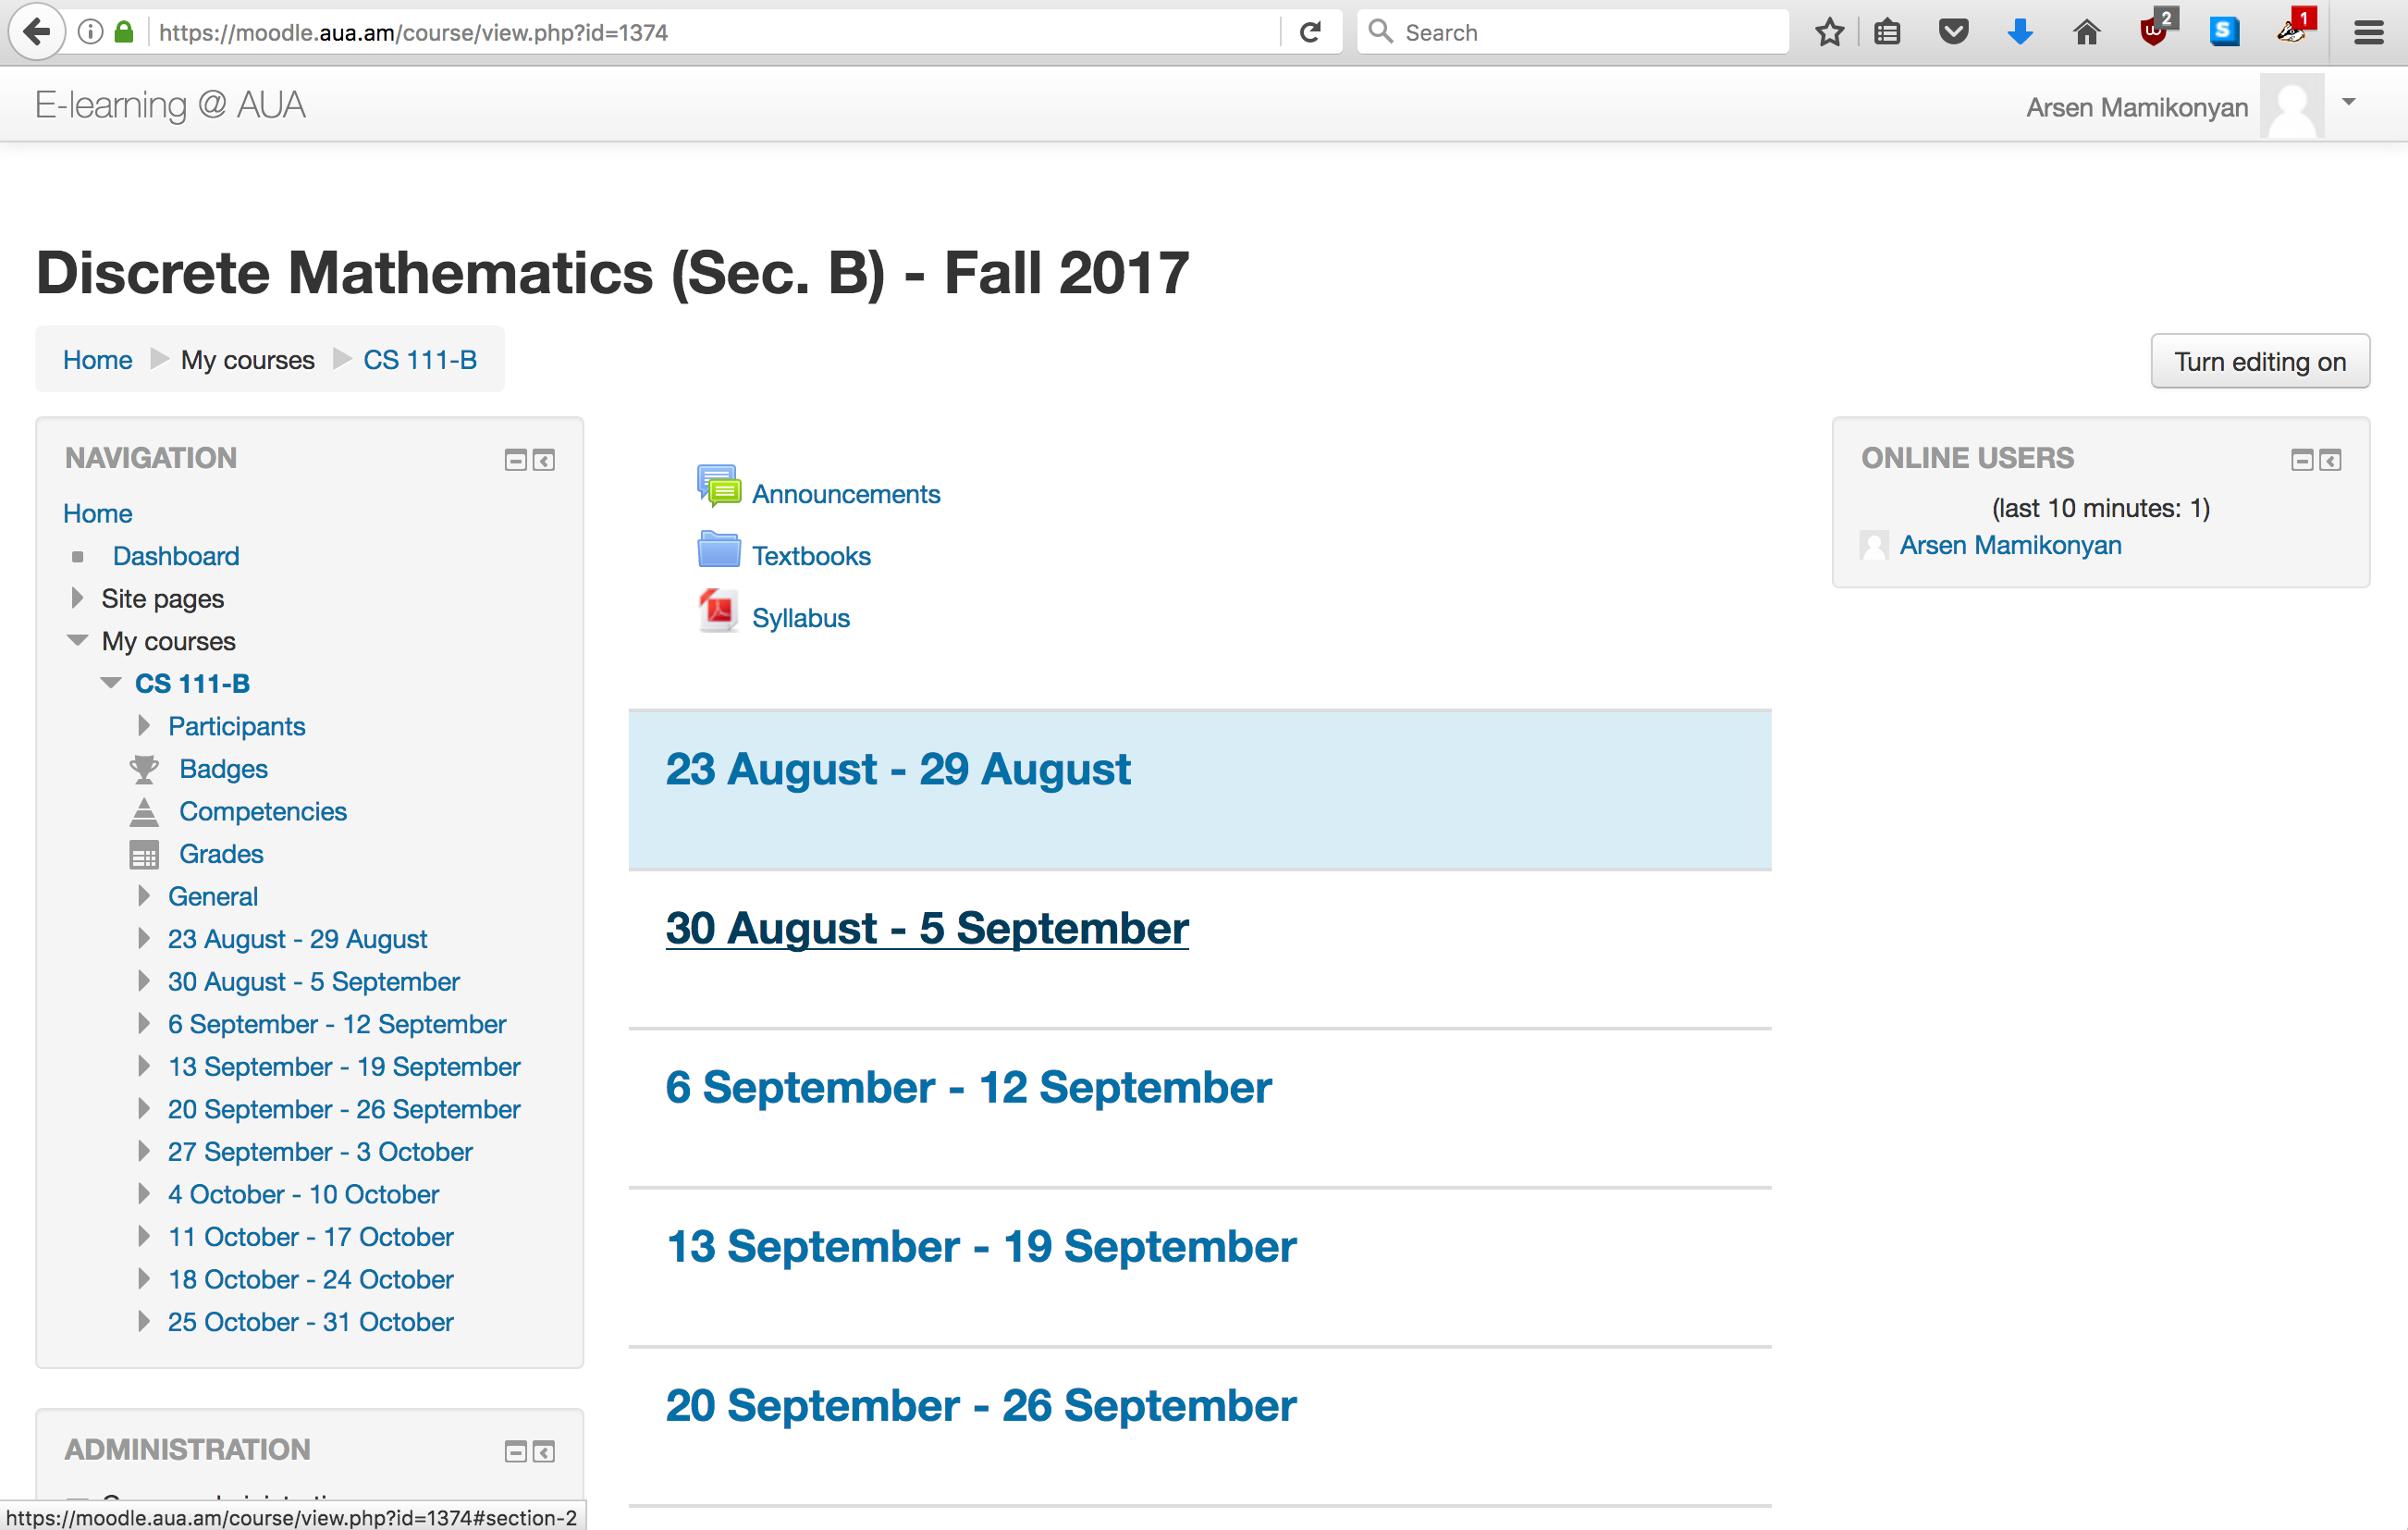 https://moodle.aua.am/course/view.php?id=1374
Search
2
S
1
E-learning @ AUA
Arsen Mamikonyan
Discrete Mathematics (Sec. B) - Fall 2017
Home My courses CS 111-B
Turn editing on
NAVIGATION
Home
Dashboard
Site pages
My courses
CS 111-B
Participants
Badges
Competencies
Grades
General
23 August - 29 August
30 August - 5 September
6 September - 12 September
13 September - 19 September
20 September - 26 September
27 September - 3 October
4 October - 10 October
11 October - 17 October
18 October - 24 October
25 October - 31 October
ADMINISTRATION
Announcements
Textbooks
Syllabus
23 August - 29 August
30 August - 5 September
6 September - 12 September
13 September - 19 September
20 September - 26 September
ONLINE USERS
(last 10 minutes: 1)
Arsen Mamikonyan
https://moodle.aua.am/course/view.php?id=1374#section-2